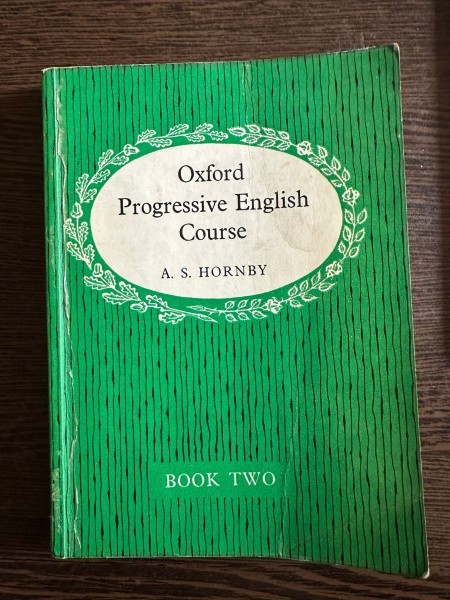 Oxford
Progressive English
Course
A. S. HORNBY
BOOK TWO